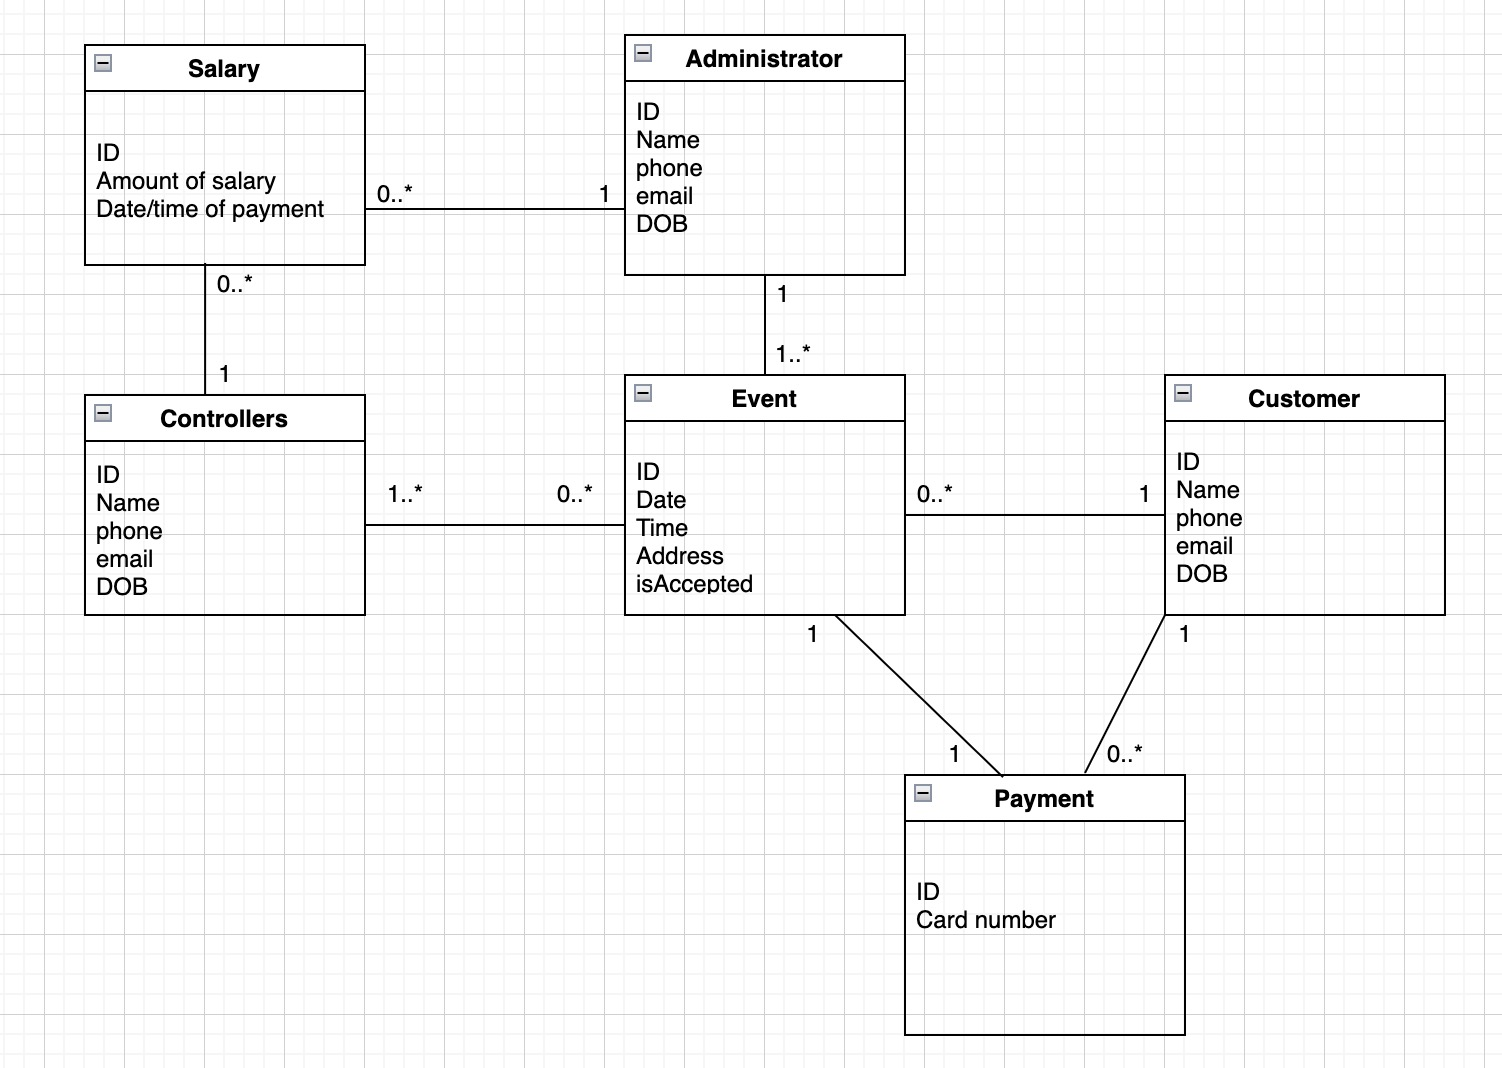 Salary
ID
Amount of salary
Date/time of payment
0..*
1
Administrator
ID
Name
phone
email
DOB
0..*
1
1
1..*
Controllers
ID
Name
phone
email
DOB
1..*
0..*
Event
ID
Date
Time
Address
isAccepted
0..*
1
Customer
ID
Name
phone
email
DOB
1
1
1
0..*
Payment
ID
Card number